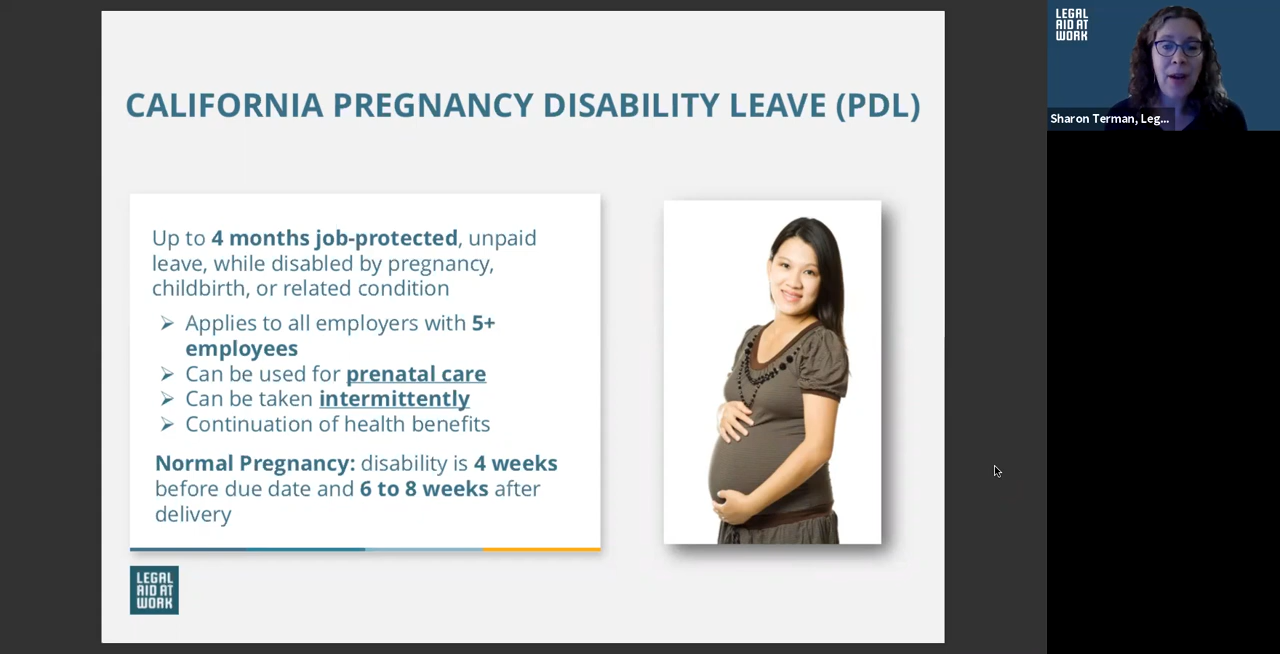 CALIFORNIA PREGNANCY DISABILITY LEAVE (PDL)
Up to 4 months job-protected, unpaid
leave, while disabled by pregnancy,
childbirth, or related condition
➢ Applies to all employers with 5+
employees
➢ Can be used for prenatal care
➢ Can be taken intermittently
➢ Continuation of health benefits
Normal Pregnancy: disability is 4 weeks
before due date and 6 to 8 weeks after
delivery
LEGAL
AID AT
WORK
LEGAL
AID AT
WORK
Sharon Terman, Leg...